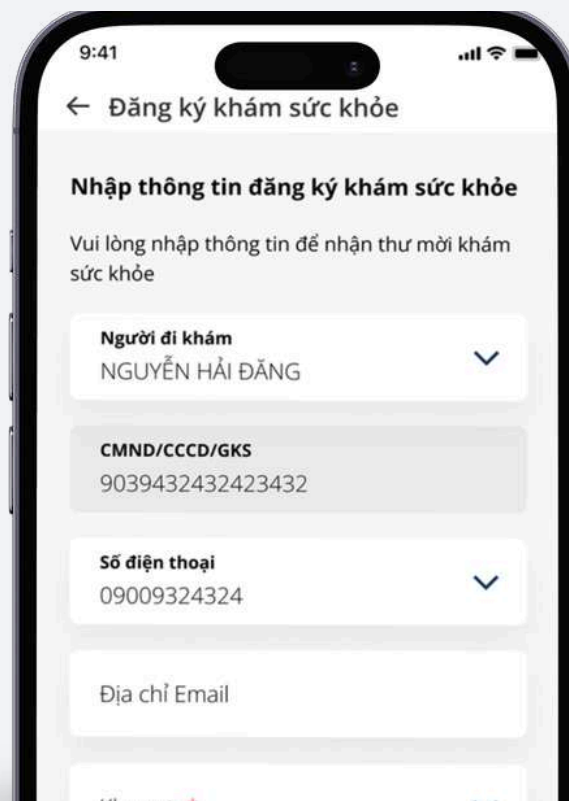 9:41
Đăng ký khám sức khỏe
Nhập thông tin đăng ký khám sức khỏe
Vui lòng nhập thông tin để nhận thư mời khám
sức khỏe
Người đi khám
NGUYỄN HẢI ĐĂNG
CMND/CCCD/GKS
9039432432423432
Số điện thoại
09009324324
Địa chỉ Email